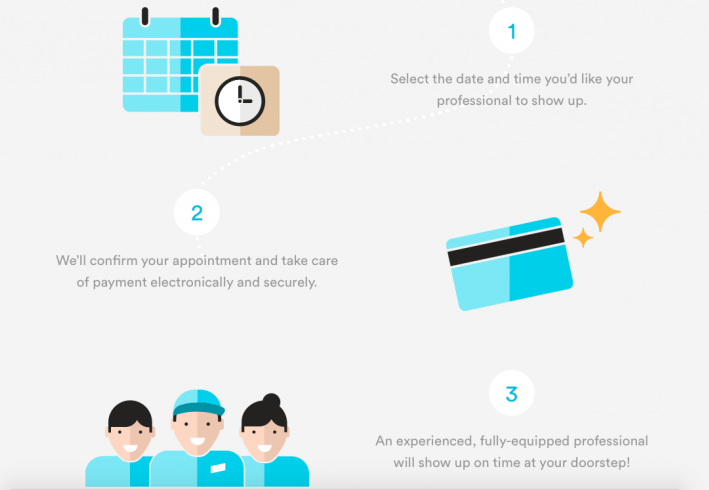 1
Select the date and time you'd like your
professional to show up.
2
We'll confirm your appointment and take care
of payment electronically and securely.
3
An experienced, fully-equipped professional
will show up on time at your doorstep!